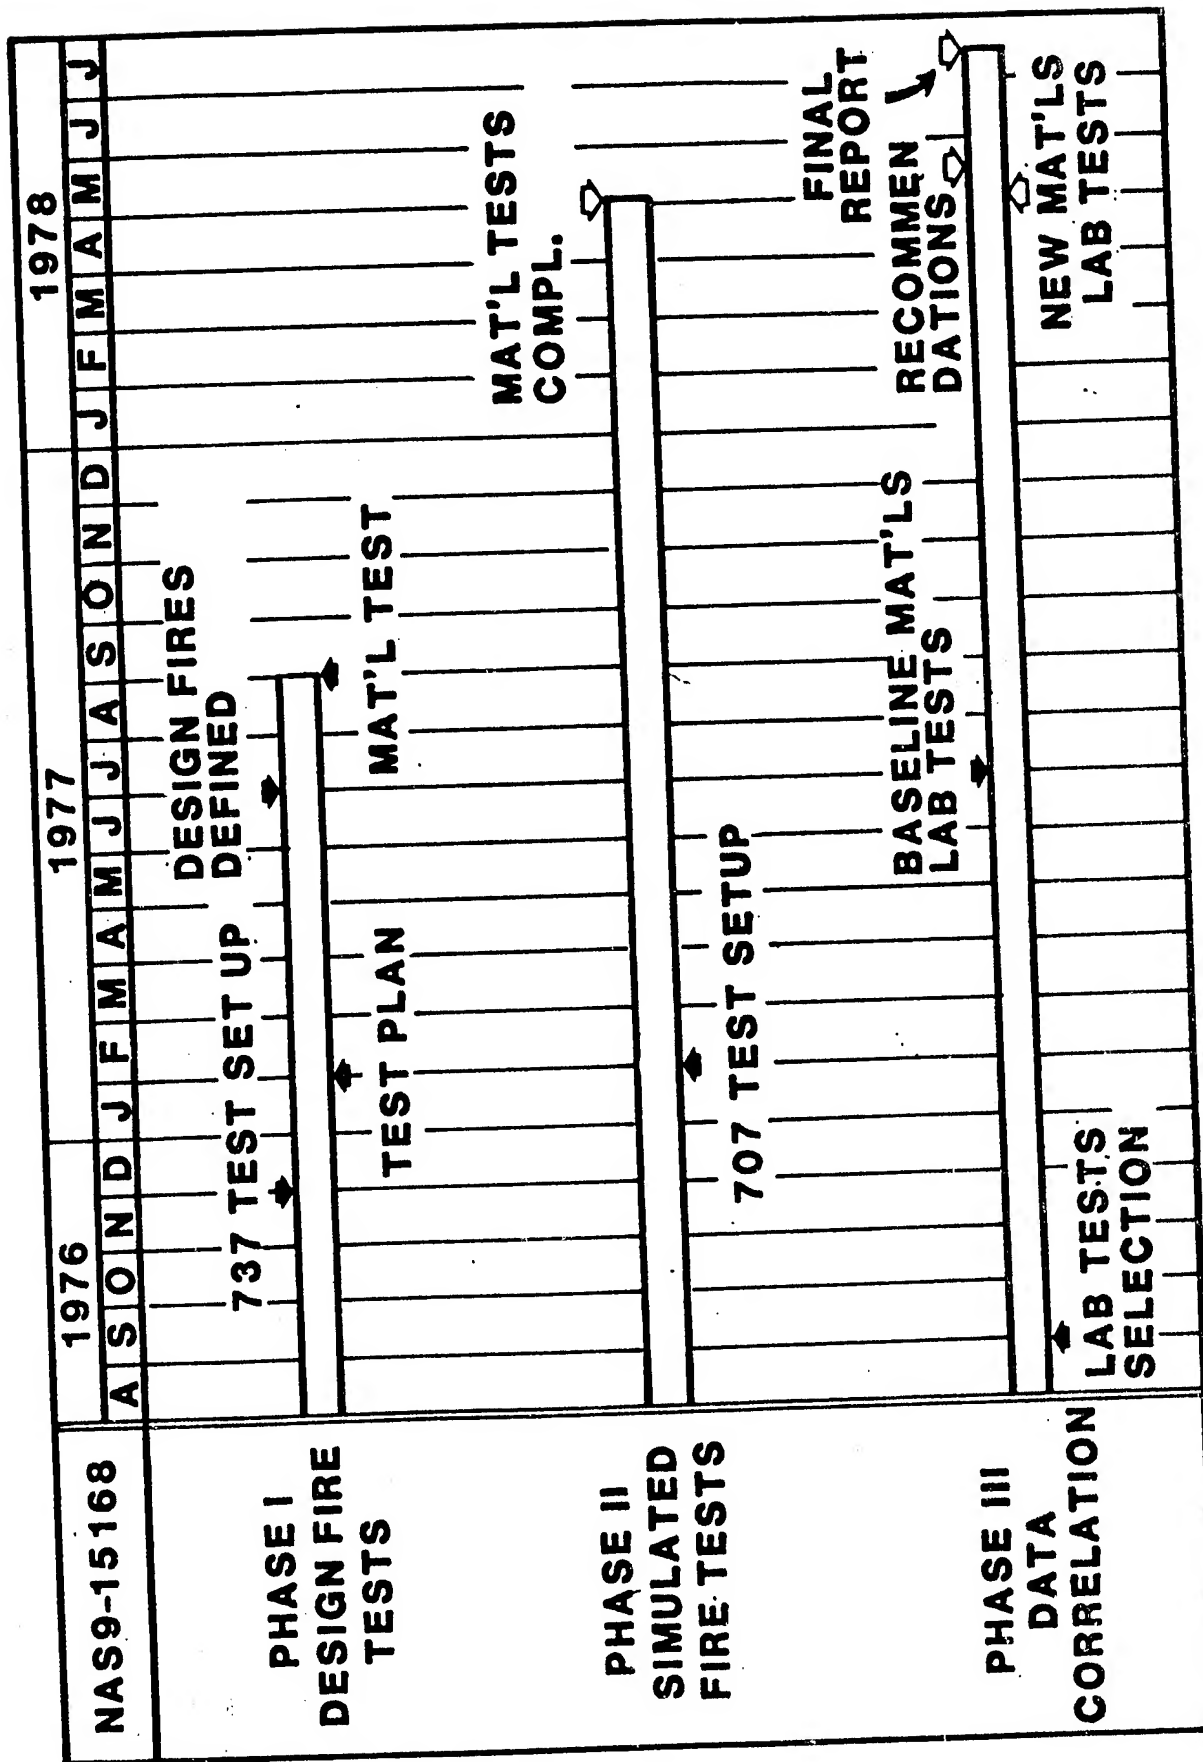 NAS9-15168
1976
1977
1978
A S O N D J F M A M J J A S O N D J F M A M J J
PHASE I
DESIGN FIRE
TESTS
737 TEST SET UP
DESIGN FIRES
DEFINED
TEST PLAN
MAT'L TEST
PHASE II
SIMULATED
FIRE TESTS
707 TEST SETUP
MAT'L TESTS
COMPL.
PHASE III
DATA
CORRELATION
LAB TESTS
SELECTION
BASELINE MAT'LS
LAB TESTS
RECOMMEN
DATIONS
FINAL
REPORT
NEW MAT'LS
LAB TESTS